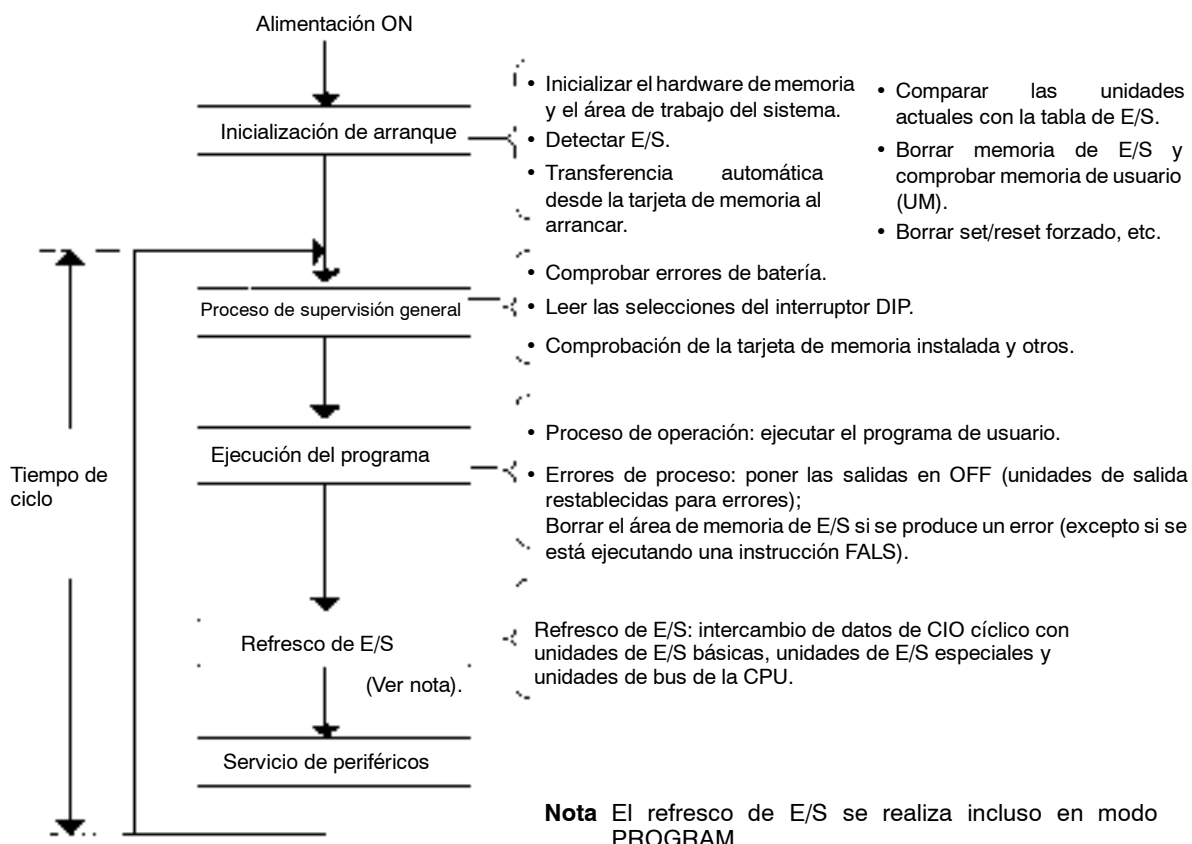 Alimentación ON
Inicialización de arranque
• Inicializar el hardware de memoria
y el área de trabajo del sistema.
• Detectar E/S.
• Transferencia automática
desde la tarjeta de memoria al
arrancar.
• Comparar las unidades
actuales con la tabla de E/S.
• Borrar memoria de E/S y
comprobar memoria de usuario
(UM).
• Borrar set/reset forzado, etc.
Proceso de supervisión general
• Comprobar errores de batería.
• Leer las selecciones del interruptor DIP.
• Comprobación de la tarjeta de memoria instalada y otros.
Tiempo de
ciclo
Ejecución del programa
• Proceso de operación: ejecutar el programa de usuario.
• Errores de proceso: poner las salidas en OFF (unidades de salida
restablecidas para errores);
Borrar el área de memoria de E/S si se produce un error (excepto si se
está ejecutando una instrucción FALS).
Refresco de E/S
(Ver nota).
Refresco de E/S: intercambio de datos de CIO cíclico con
unidades de E/S básicas, unidades de E/S especiales y
unidades de bus de la CPU.
Servicio de periféricos
Nota El refresco de E/S se realiza incluso en modo
PROGRAM